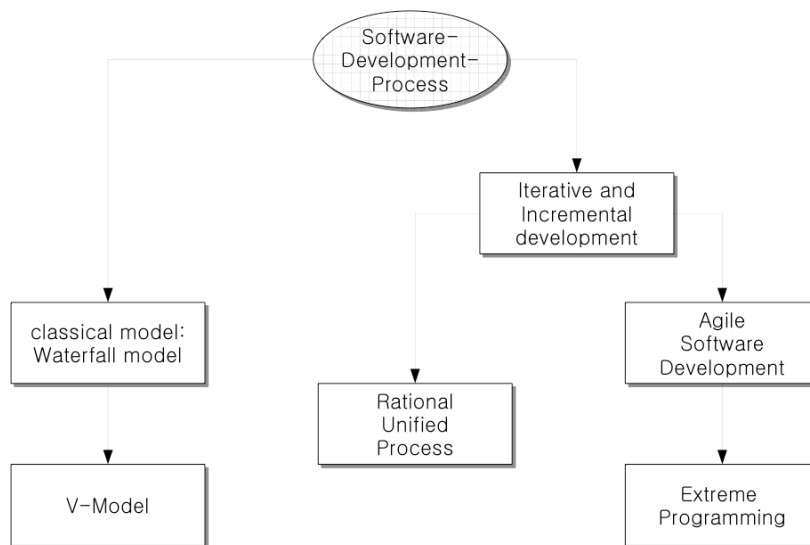 Software-
Development-
Process
Iterative and
Incremental
development
classical model:
Waterfall model
Agile
Software
Development
Rational
Unified
Process
V-Model
Extreme
Programming